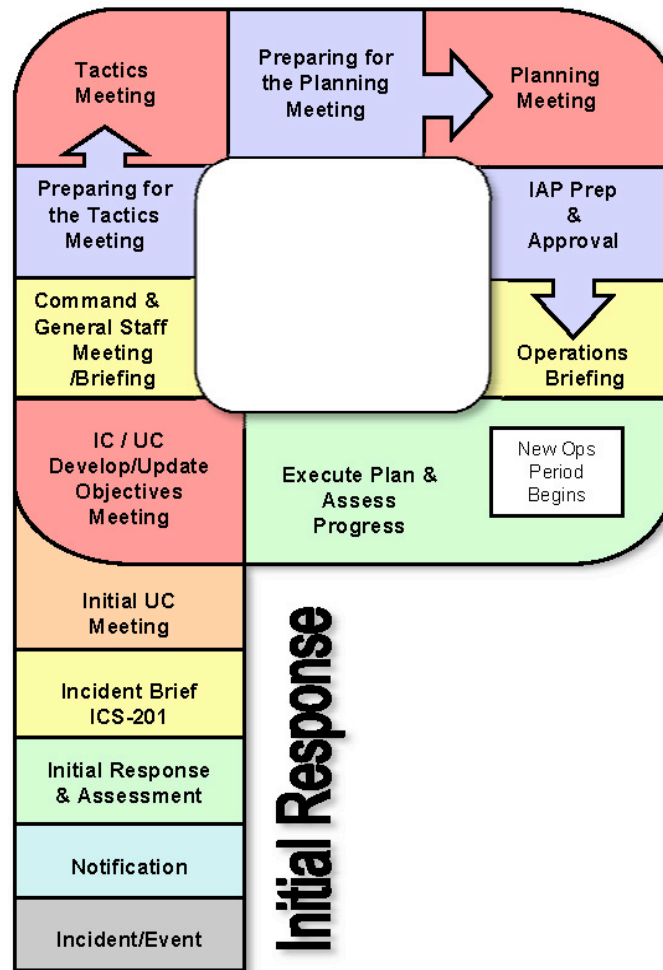 Tactics
Meeting
Preparing for
the Planning
Meeting
Planning
Meeting
Preparing for
the Tactics
Meeting
IAP Prep
&
Approval
Command &
General Staff
Meeting
/Briefing
Operations
Briefing
IC / UC
Develop/Update
Objectives
Meeting
Execute Plan &
Assess
Progress
New Ops
Period
Begins
Initial UC
Meeting
Incident Brief
ICS-201
Initial Response
& Assessment
Notification
Incident/Event
Initial Response